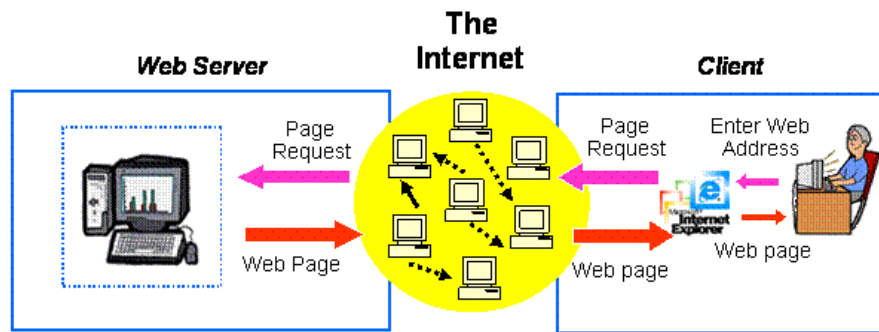 The
Internet
Web Server
Client
Page
Request
Page
Request
Enter Web
Address
Microsoft
Internet
Explorer
Web Page
Web page
Web page